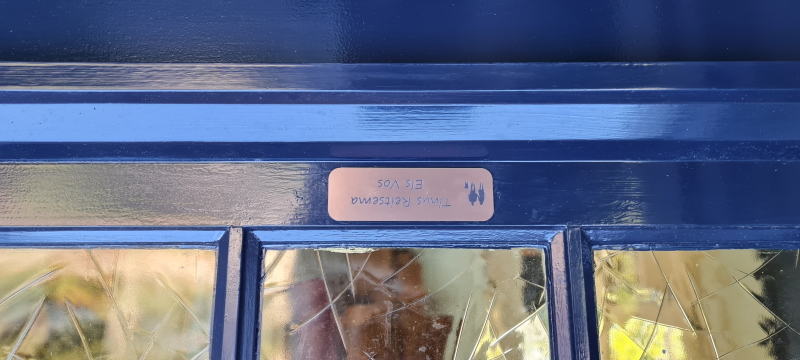 Tinus Reitsema
Els Vos